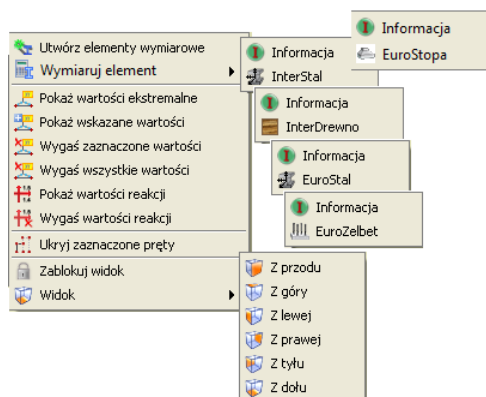 Informacja
EuroStopa
Utwórz elementy wymiarowe
Wymiaruj element
Informacja
InterStal
Pokaż wartości ekstremalne
Pokaż wskazane wartości
Wygaś zaznaczone wartości
Wygaś wszystkie wartości
Pokaż wartości reakcji
Wygaś wartości reakcji
Ukryj zaznaczone pręty
Zablokuj widok
Widok
Informacja
InterDrewno
Informacja
EuroStal
Informacja
EuroZelbet
Z przodu
Z góry
Z lewej
Z prawej
Z tyłu
Z dołu